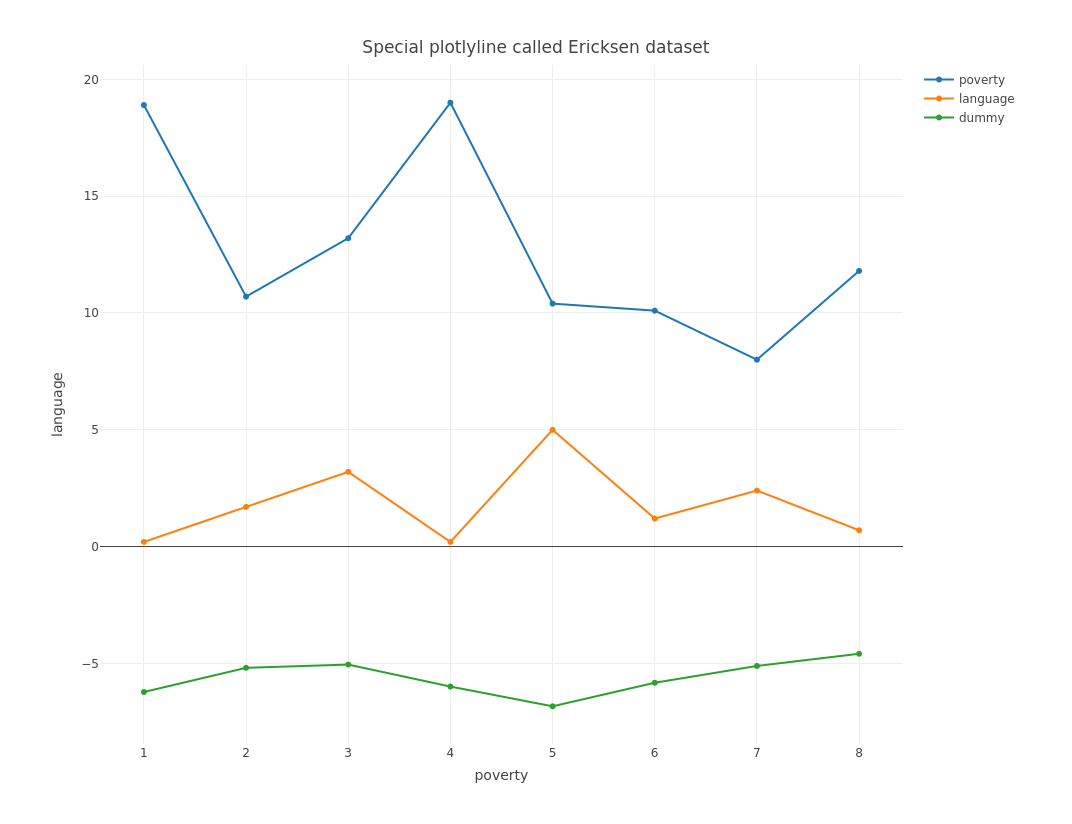 Special plotlyline called Ericksen dataset
poverty
language
dummy
20
15
10
5
0
−5
language
1 2 3 4 5 6 7 8
poverty